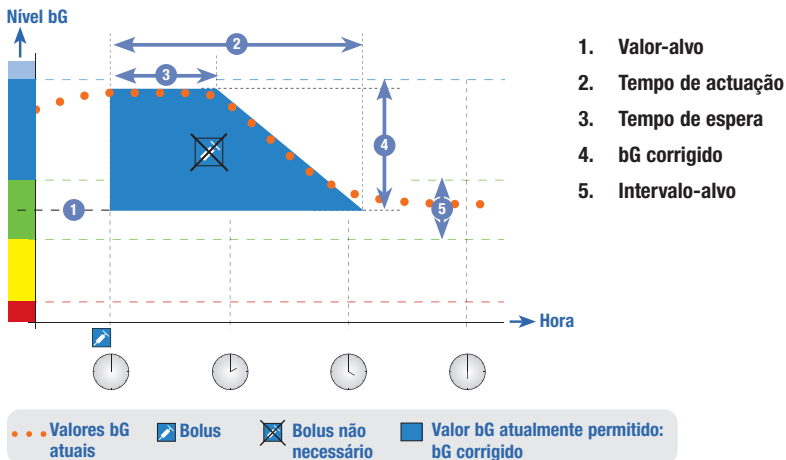 Nível bG
2
3
4
1
5
Hora
1. Valor-alvo
2. Tempo de actuação
3. Tempo de espera
4. bG corrigido
5. Intervalo-alvo
Valores bG
atuais
Bolus
Bolus não
necessário
Valor bG atualmente permitido:
bG corrigido